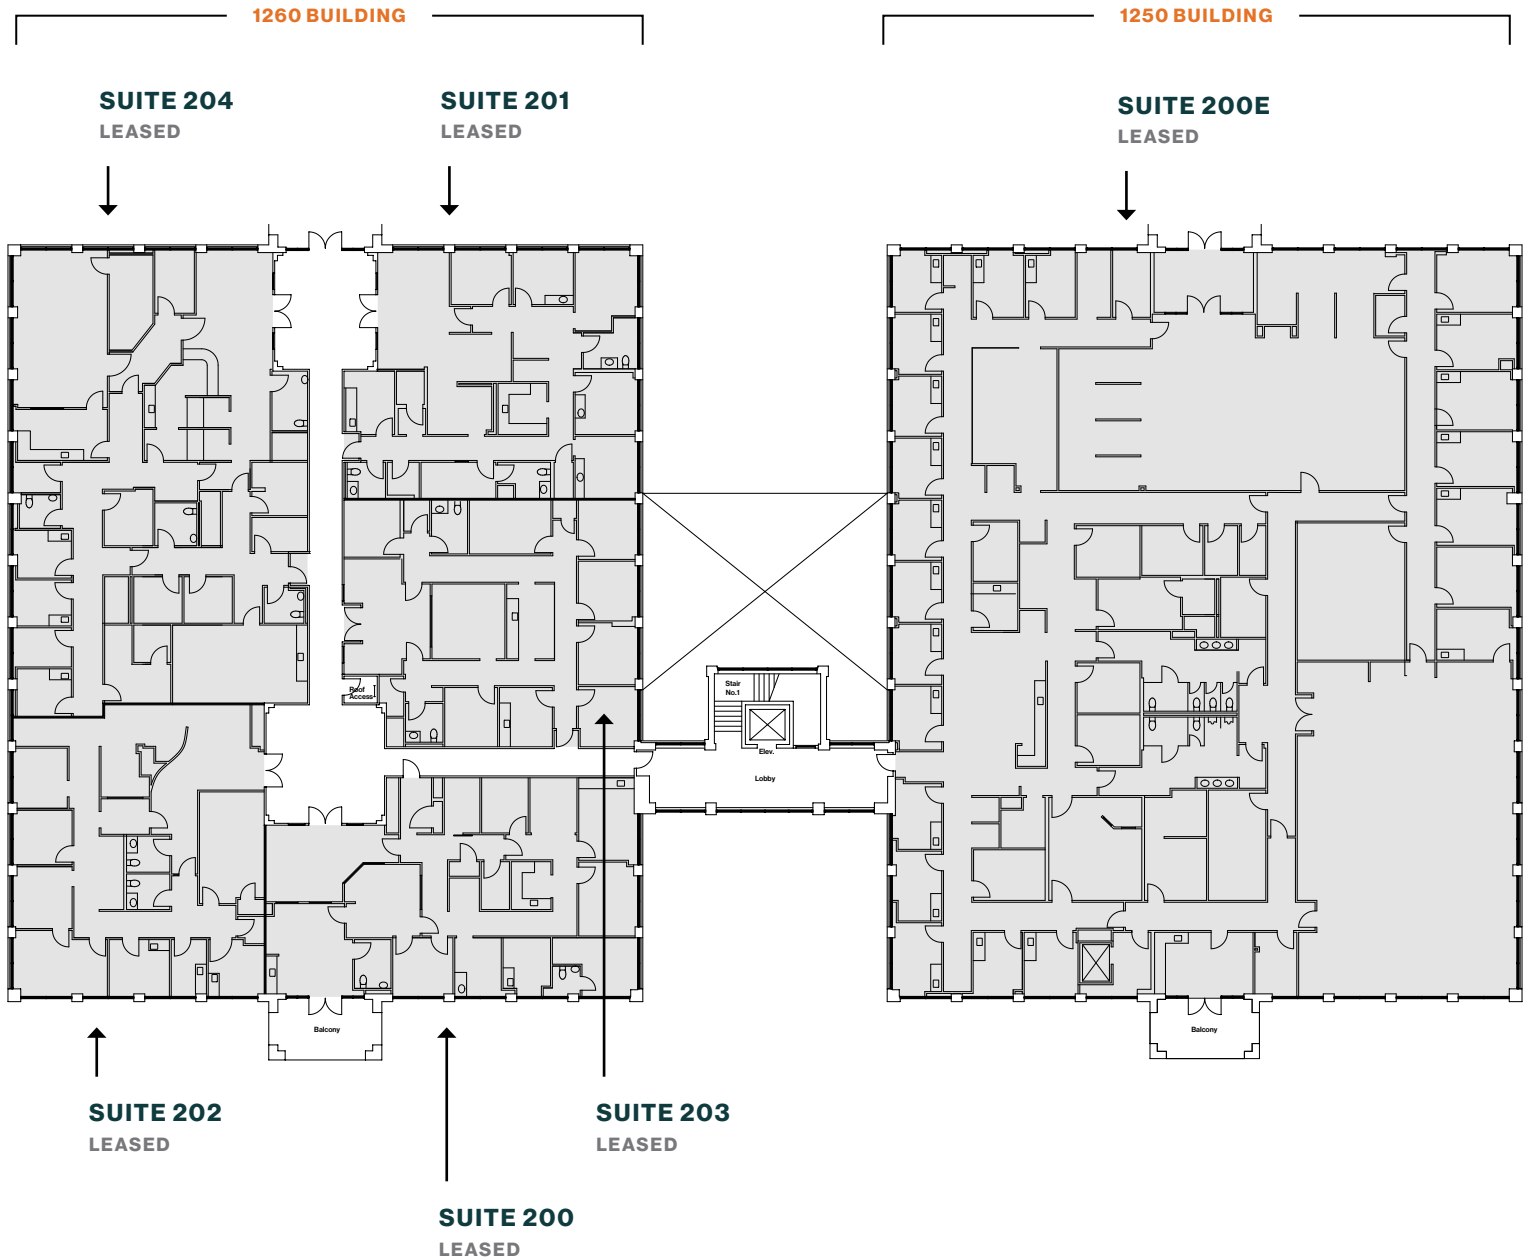 1260 BUILDING
1250 BUILDING
SUITE 204
LEASED
SUITE 201
LEASED
SUITE 200E
LEASED
Roof
Access
Stair
No.1
Elev.
Lobby
Balcony
Balcony
SUITE 202
LEASED
SUITE 203
LEASED
SUITE 200
LEASED